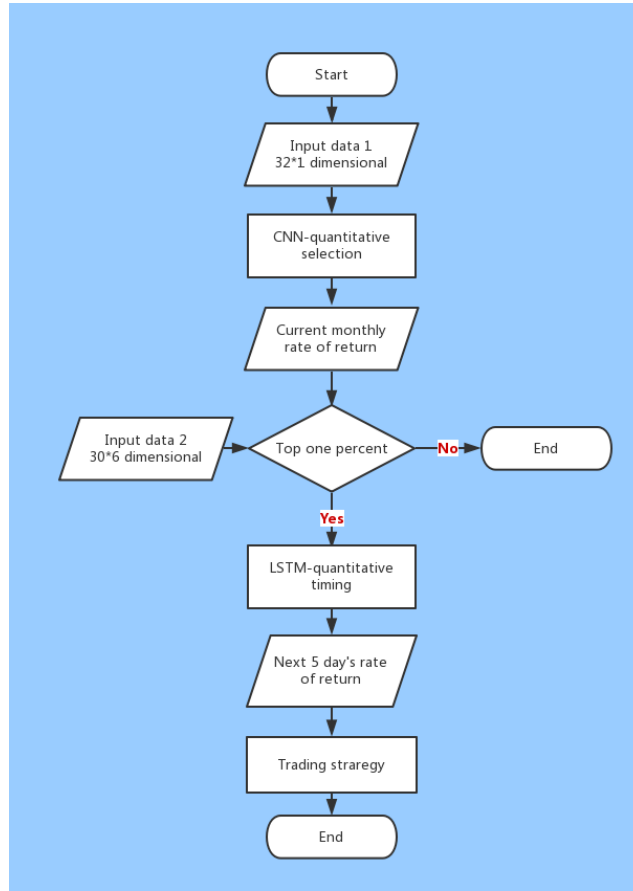 Start
Input data 1
32*1 dimensional
CNN-quantitative
selection
Current monthly
rate of return
Input data 2
30*6 dimensional
Top one percent
No
End
Yes
LSTM-quantitative
timing
Next 5 day's rate
of return
Trading straregy
End